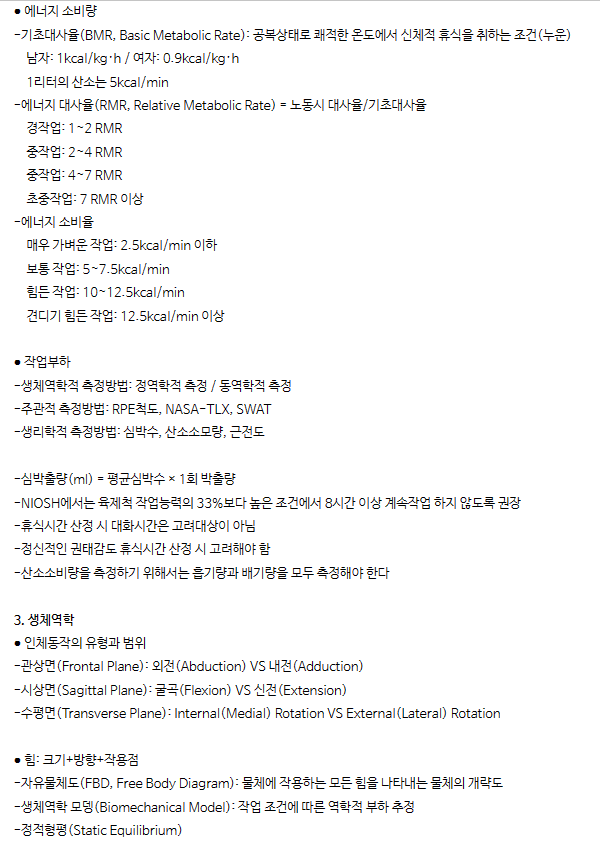 ● 에너지 소비량
-기초대사율(BMR, Basic Metabolic Rate): 공복상태로 쾌적한 온도에서 신체적 휴식을 취하는 조건(누운)
남자: 1kcal/kg·h / 여자: 0.9kcal/kg·h
1리터의 산소는 5kcal/min
-에너지 대사율(RMR, Relative Metabolic Rate) = 노동시 대사율/기초대사율
경작업: 1~2 RMR
중작업: 2~4 RMR
중작업: 4~7 RMR
초중작업: 7 RMR 이상
-에너지 소비율
매우 가벼운 작업: 2.5kcal/min 이하
보통 작업: 5~7.5kcal/min
힘든 작업: 10~12.5kcal/min
견디기 힘든 작업: 12.5kcal/min 이상
● 작업부하
-생체역학적 측정방법: 정역학적 측정 / 동역학적 측정
-주관적 측정방법: RPE척도, NASA-TLX, SWAT
-생리학적 측정방법: 심박수, 산소소모량, 근전도
-심박출량(ml) = 평균심박수 × 1회 박출량
-NIOSH에서는 육체적 작업능력의 33%보다 높은 조건에서 8시간 이상 계속작업 하지 않도록 권장
-휴식시간 산정 시 대화시간은 고려대상이 아님
-정신적인 권태감도 휴식시간 산정 시 고려해야 함
-산소소비량을 측정하기 위해서는 흡기량과 배기량을 모두 측정해야 한다
3. 생체역학
● 인체동작의 유형과 범위
-관상면(Frontal Plane): 외전(Abduction) VS 내전(Adduction)
-시상면(Sagittal Plane): 굴곡(Flexion) VS 신전(Extension)
-수평면(Transverse Plane): Internal(Medial) Rotation VS External(Lateral) Rotation
● 힘: 크기+방향+작용점
-자유물체도(FBD, Free Body Diagram): 물체에 작용하는 모든 힘을 나타내는 물체의 개략도
-생체역학 모델(Biomechanical Model): 작업 조건에 따른 역학적 부하 추정
-정적형평(Static Equilibrium)